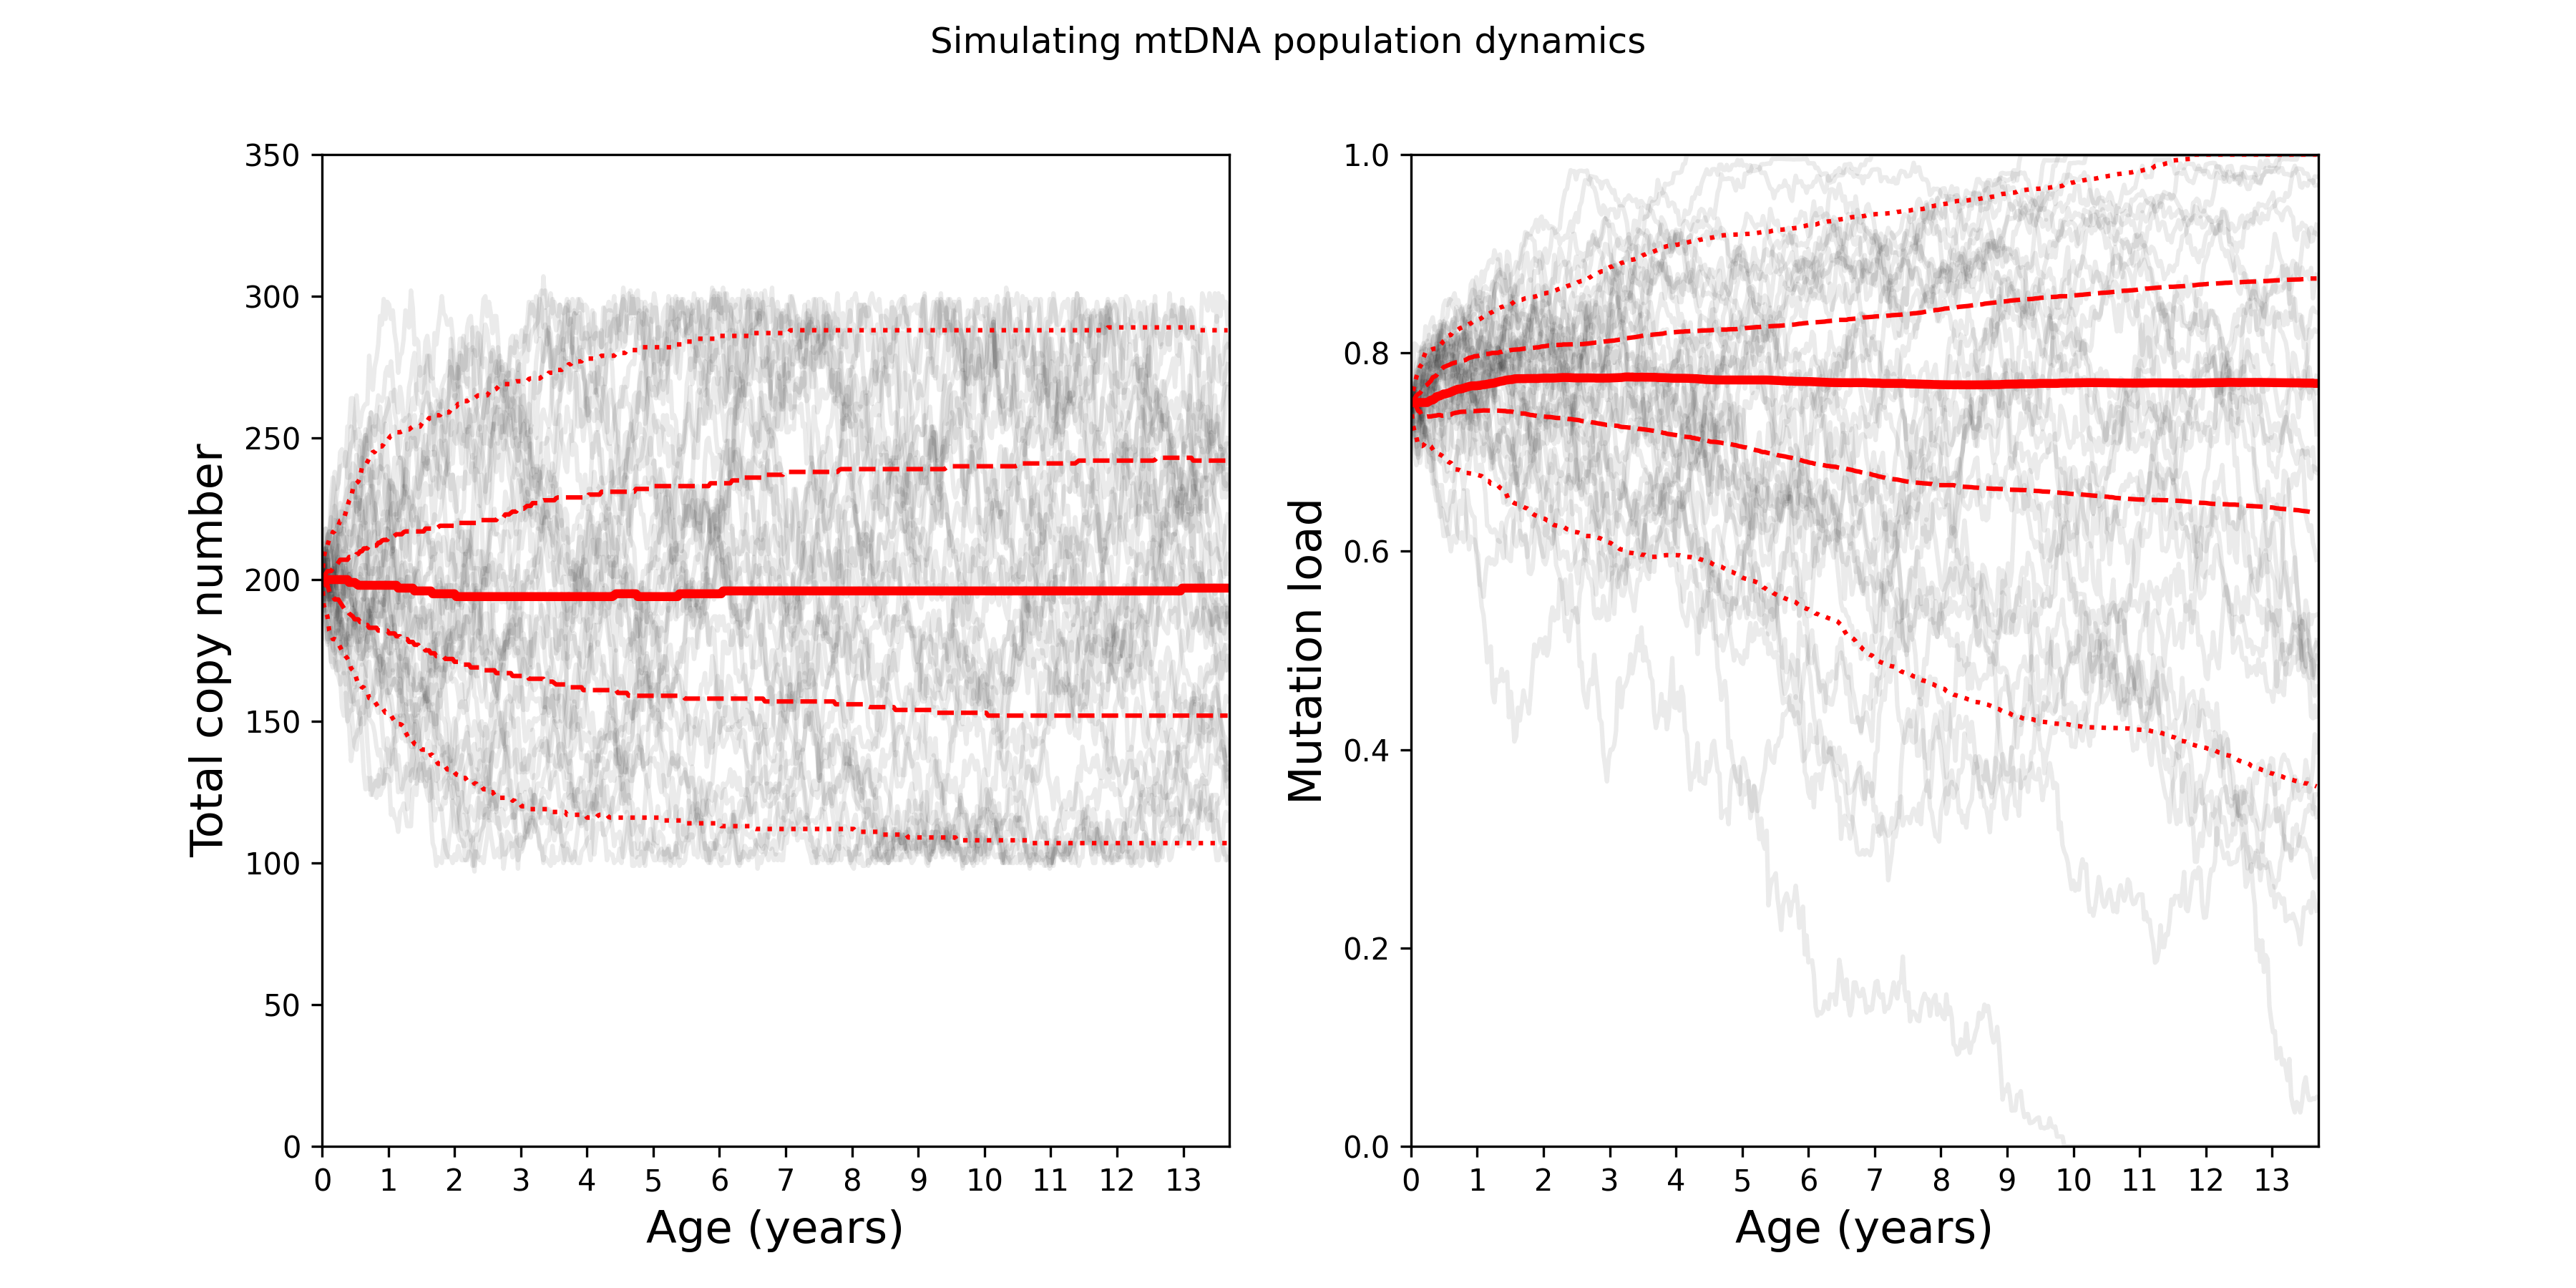 Simulating mtDNA population dynamics
Total copy number
350
300
250
200
150
100
50
0
0 1 2 3 4 5 6 7 8 9 10 11 12 13
Age (years)
Mutation load
1.0
0.8
0.6
0.4
0.2
0.0
0 1 2 3 4 5 6 7 8 9 10 11 12 13
Age (years)